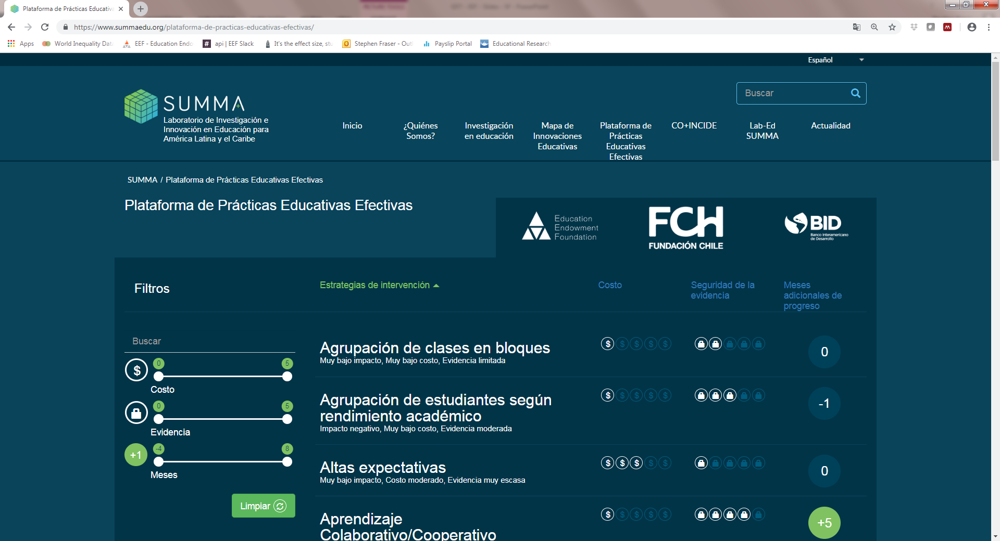 Plataforma de Prácticas Educativa
https://www.summaedu.org/plataforma-de-practicas-educativas-efectivas/
Apps
World Inequality Data
EEF - Education Endo
api | EEF Slack
It's the effect size, stu
Stephen Fraser - Outl
Payslip Portal
Educational Research
Español
SUMMA
Laboratorio de Investigación e
Innovación en Educación para
América Latina y el Caribe
Buscar
Inicio
¿Quiénes
Somos?
Investigación
en educación
Mapa de
Innovaciones
Educativas
Plataforma de
Prácticas
Educativas
Efectivas
CO+INCIDE
Lab-Ed
SUMMA
Actualidad
SUMMA / Plataforma de Prácticas Educativas Efectivas
Plataforma de Prácticas Educativas Efectivas
Education
Endowment
Foundation
FCH
FUNDACIÓN CHILE
BID
Banco Interamericano
de Desarrollo
Filtros
Estrategias de intervención
Costo
Seguridad de la
evidencia
Meses
adicionales de
progreso
Buscar
$
0
5
Costo
0
5
Evidencia
+1
-4
8
Meses
Limpiar
Agrupación de clases en bloques
Muy bajo impacto, Muy bajo costo, Evidencia limitada
$ $ $ $ $
0
Agrupación de estudiantes según
rendimiento académico
Impacto negativo, Muy bajo costo, Evidencia moderada
$ $ $ $ $
-1
Altas expectativas
Muy bajo impacto, Costo moderado, Evidencia muy escasa
$ $ $ $ $
0
Aprendizaje
Colaborativo/Cooperativo
$ $ $ $ $
+5